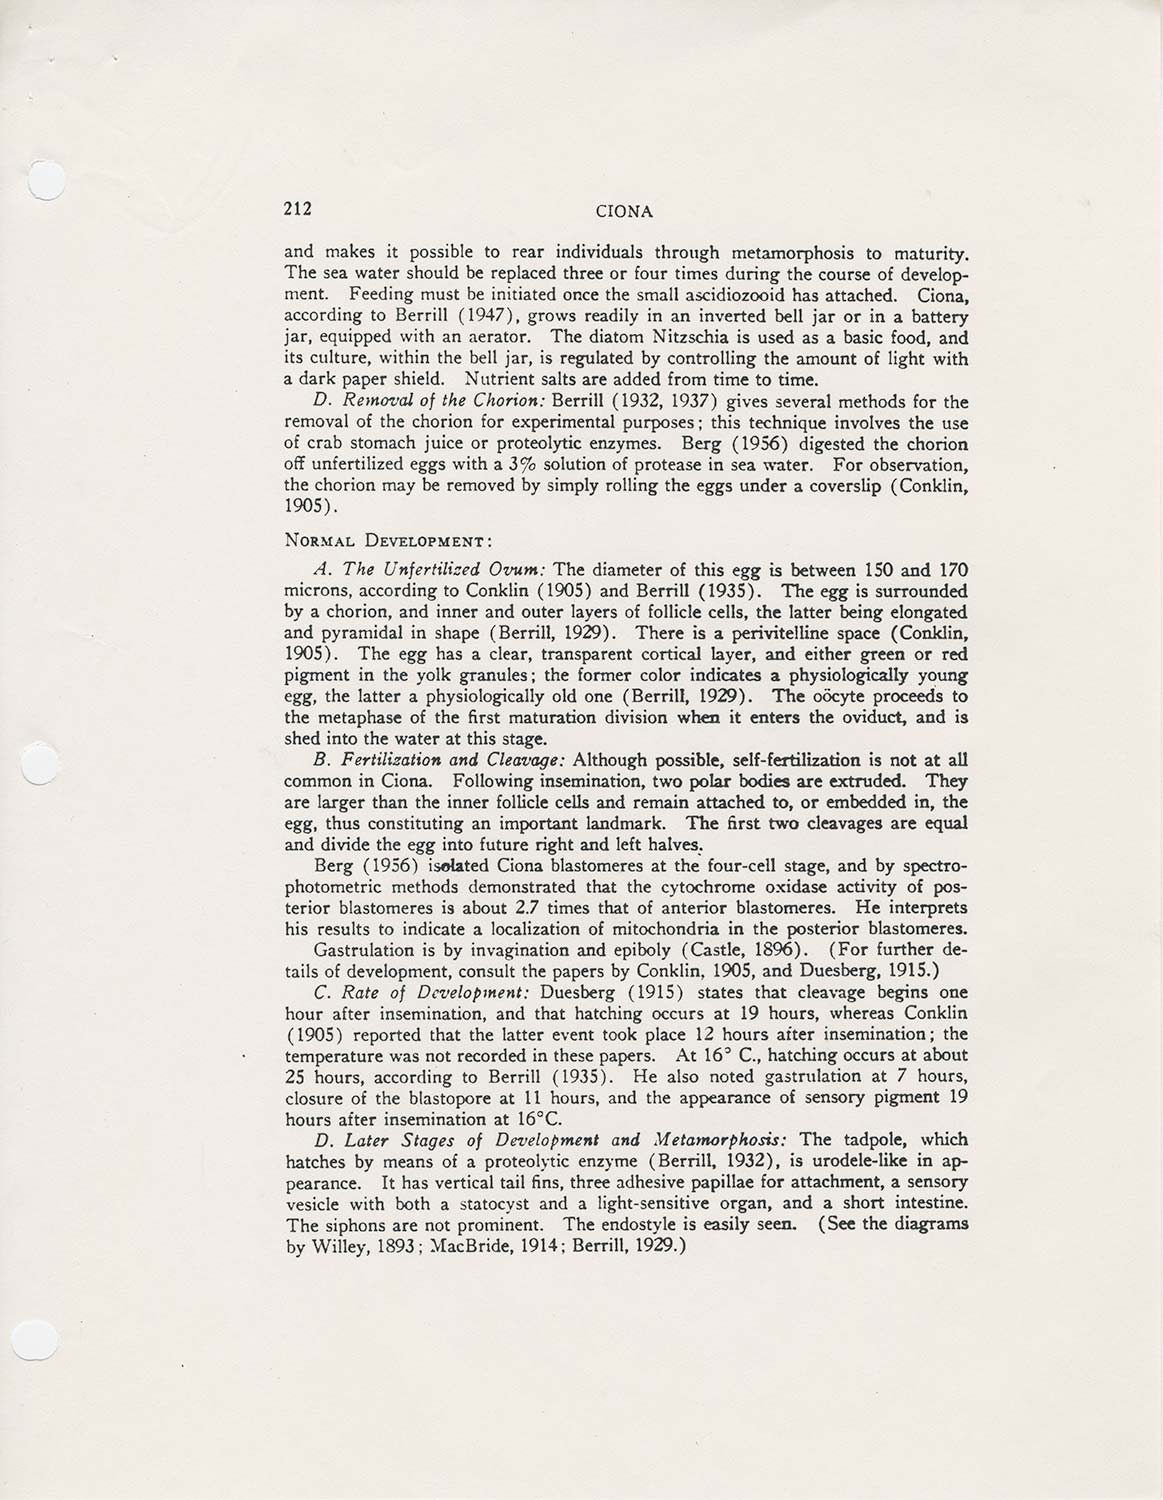 212 CIONA
and makes it possible to rear individuals through metamorphosis to maturity.
The sea water should be replaced three or four times during the course of develop-
ment. Feeding must be initiated once the small ascidiozooid has attached. Ciona,
according to Berrill (1947), grows readily in an inverted bell jar or in a battery
jar, equipped with an aerator. The diatom Nitzschia is used as a basic food, and
its culture, within the bell jar, is regulated by controlling the amount of light with
a dark paper shield. Nutrient salts are added from time to time.
D. Removal of the Chorion: Berrill (1932, 1937) gives several methods for the
removal of the chorion for experimental purposes; this technique involves the use
of crab stomach juice or proteolytic enzymes. Berg (1956) digested the chorion
off unfertilized eggs with a 3% solution of protease in sea water. For observation,
the chorion may be removed by simply rolling the eggs under a coverslip (Conklin,
1905).
NORMAL DEVELOPMENT:
A. The Unfertilized Ovum: The diameter of this egg is between 150 and 170
microns, according to Conklin (1905) and Berrill (1935). The egg is surrounded
by a chorion, and inner and outer layers of follicle cells, the latter being elongated
and pyramidal in shape (Berrill, 1929). There is a perivitelline space (Conklin,
1905). The egg has a clear, transparent cortical layer, and either green or red
pigment in the yolk granules; the former color indicates a physiologically young
egg, the latter a physiologically old one (Berrill, 1929). The oöcyte proceeds to
the metaphase of the first maturation division when it enters the oviduct, and is
shed into the water at this stage.
B. Fertilization and Cleavage: Although possible, self-fertilization is not at all
common in Ciona. Following insemination, two polar bodies are extruded. They
are larger than the inner follicle cells and remain attached to, or embedded in, the
egg, thus constituting an important landmark. The first two cleavages are equal
and divide the egg into future right and left halves.
Berg (1956) isolated Ciona blastomeres at the four-cell stage, and by spectro-
photometric methods demonstrated that the cytochrome oxidase activity of pos-
terior blastomeres is about 2.7 times that of anterior blastomeres. He interprets
his results to indicate a localization of mitochondria in the posterior blastomeres.
Gastrulation is by invagination and epiboly (Castle, 1896). (For further de-
tails of development, consult the papers by Conklin, 1905, and Duesberg, 1915.)
C. Rate of Development: Duesberg (1915) states that cleavage begins one
hour after insemination, and that hatching occurs at 19 hours, whereas Conklin
(1905) reported that the latter event took place 12 hours after insemination; the
temperature was not recorded in these papers. At 16° C., hatching occurs at about
25 hours, according to Berrill (1935). He also noted gastrulation at 7 hours,
closure of the blastopore at 11 hours, and the appearance of sensory pigment 19
hours after insemination at 16°C.
D. Later Stages of Development and Metamorphosis: The tadpole, which
hatches by means of a proteolytic enzyme (Berrill, 1932), is urodele-like in ap-
pearance. It has vertical tail fins, three adhesive papillae for attachment, a sensory
vesicle with both a statocyst and a light-sensitive organ, and a short intestine.
The siphons are not prominent. The endostyle is easily seen. (See the diagrams
by Willey, 1893; MacBride, 1914; Berrill, 1929.)